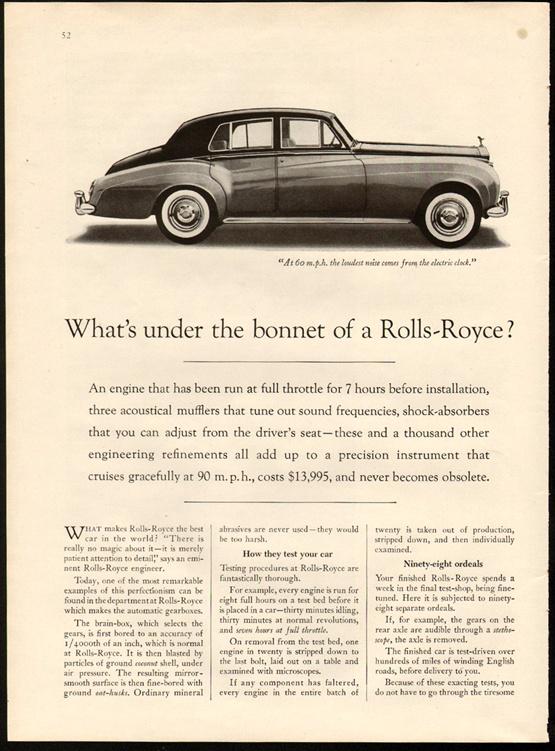 52
"At 60 m.p.h. the loudest noise comes from the electric clock."
What's under the bonnet of a Rolls-Royce?
An engine that has been run at full throttle for 7 hours before installation,
three acoustical mufflers that tune out sound frequencies, shock-absorbers
that you can adjust from the driver's seat—these and a thousand other
engineering refinements all add up to a precision instrument that
cruises gracefully at 90 m. p. h., costs $13,995, and never becomes obsolete.
WHAT makes Rolls-Royce the best
car in the world? "There is
really no magic about it—it is merely
patient attention to detail," says an emi-
nent Rolls-Royce engineer.
Today, one of the most remarkable
examples of this perfectionism can be
found in the department at Rolls-Royce
which makes the automatic gearboxes.
The brain-box, which selects the
gears, is first bored to an accuracy of
1/4000th of an inch, which is normal
at Rolls-Royce. It is then blasted by
particles of ground coconut shell, under
air pressure. The resulting mirror-
smooth surface is then fine-bored with
ground oat-husks. Ordinary mineral
abrasives are never used—they would
be too harsh.
How they test your car
Testing procedures at Rolls-Royce are
fantastically thorough.
For example, every engine is run for
eight full hours on a test bed before it
is placed in a car—thirty minutes idling,
thirty minutes at normal revolutions,
and seven hours at full throttle.
On removal from the test bed, one
engine in twenty is stripped down to
the last bolt, laid out on a table and
examined with microscopes.
If any component has faltered,
every engine in the entire batch of
twenty is taken out of production,
stripped down, and then individually
examined.
Ninety-eight ordeals
Your finished Rolls-Royce spends a
week in the final test-shop, being fine-
tuned. Here it is subjected to ninety-
eight separate ordeals.
If, for example, the gears on the
rear axle are audible through a stetho-
scope, the axle is removed.
The finished car is test-driven over
hundreds of miles of winding English
roads, before delivery to you.
Because of these exacting tests, you
do not have to go through the tiresome